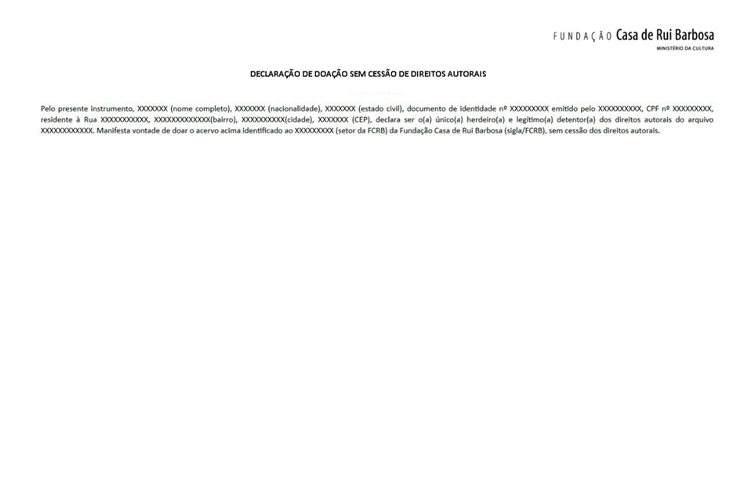 FUNDAÇÃO Casa de Rui Barbosa
MINISTÉRIO DA CULTURA
DECLARAÇÃO DE DOAÇÃO SEM CESSÃO DE DIREITOS AUTORAIS
Pelo presente instrumento, XXXXXXX (nome completo), XXXXXXX (nacionalidade), XXXXXXX (estado civil), documento de identidade nº XXXXXXXXX emitido pelo XXXXXXXXXX, CPF nº XXXXXXXXX,
residente à Rua XXXXXXXXXXX, XXXXXXXXXXXXX(bairro), XXXXXXXXXX(cidade), XXXXXXX (CEP), declara ser o(a) único(a) herdeiro(a) e legítimo(a) detentor(a) dos direitos autorais do arquivo
XXXXXXXXXXXX. Manifesta vontade de doar o acervo acima identificado ao XXXXXXXXX (setor da FCRB) da Fundação Casa de Rui Barbosa (sigla/FCRB), sem cessão dos direitos autorais.